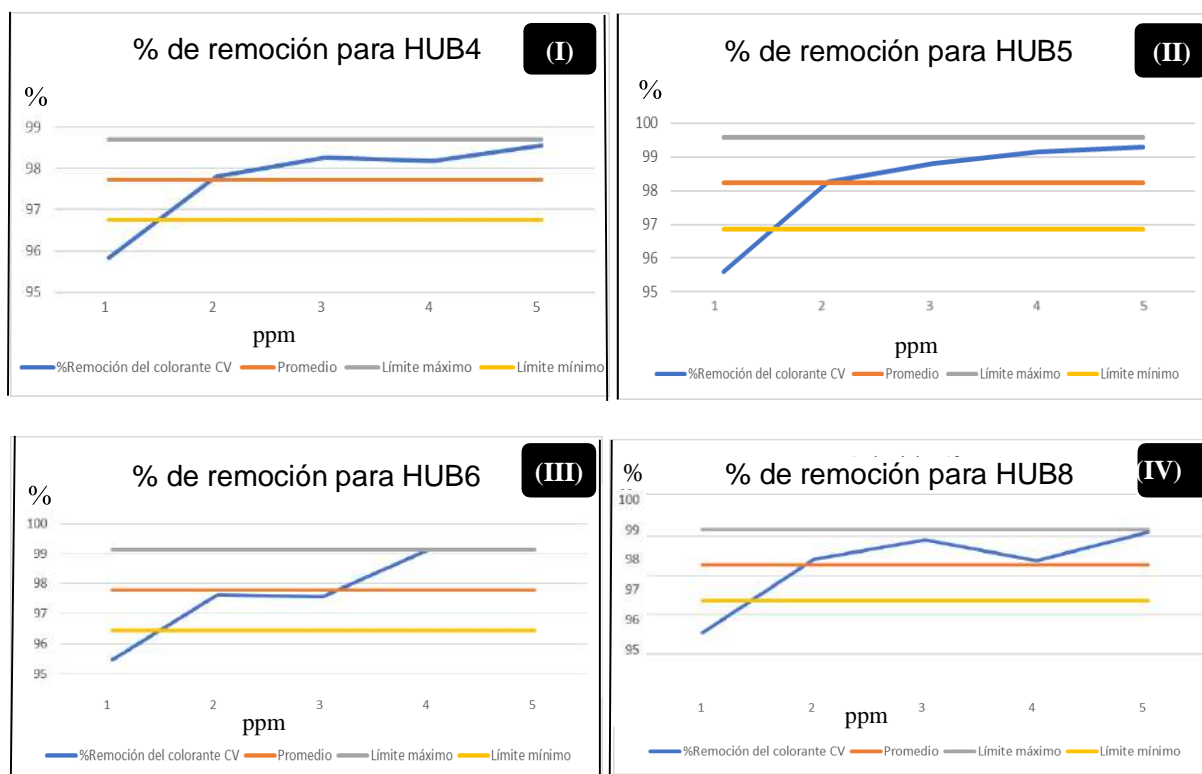 % de remoción para HUB4
(I)
%
99
98
97
96
95
1 2 3 4 5
ppm
%Remoción del colorante CV Promedio Límite máximo Límite mínimo
% de remoción para HUB5
(II)
%
100
99
98
97
96
95
1 2 3 4 5
ppm
%Remoción del colorante CV Promedio Límite máximo Límite mínimo
% de remoción para HUB6
(III)
%
100
99
98
97
96
95
1 2 3 4 5
ppm
%Remoción del colorante CV Promedio Límite máximo Límite mínimo
% de remoción para HUB8
(IV)
%
100
99
98
97
96
95
1 2 3 4 5
ppm
%Remoción del colorante CV Promedio Límite máximo Límite mínimo